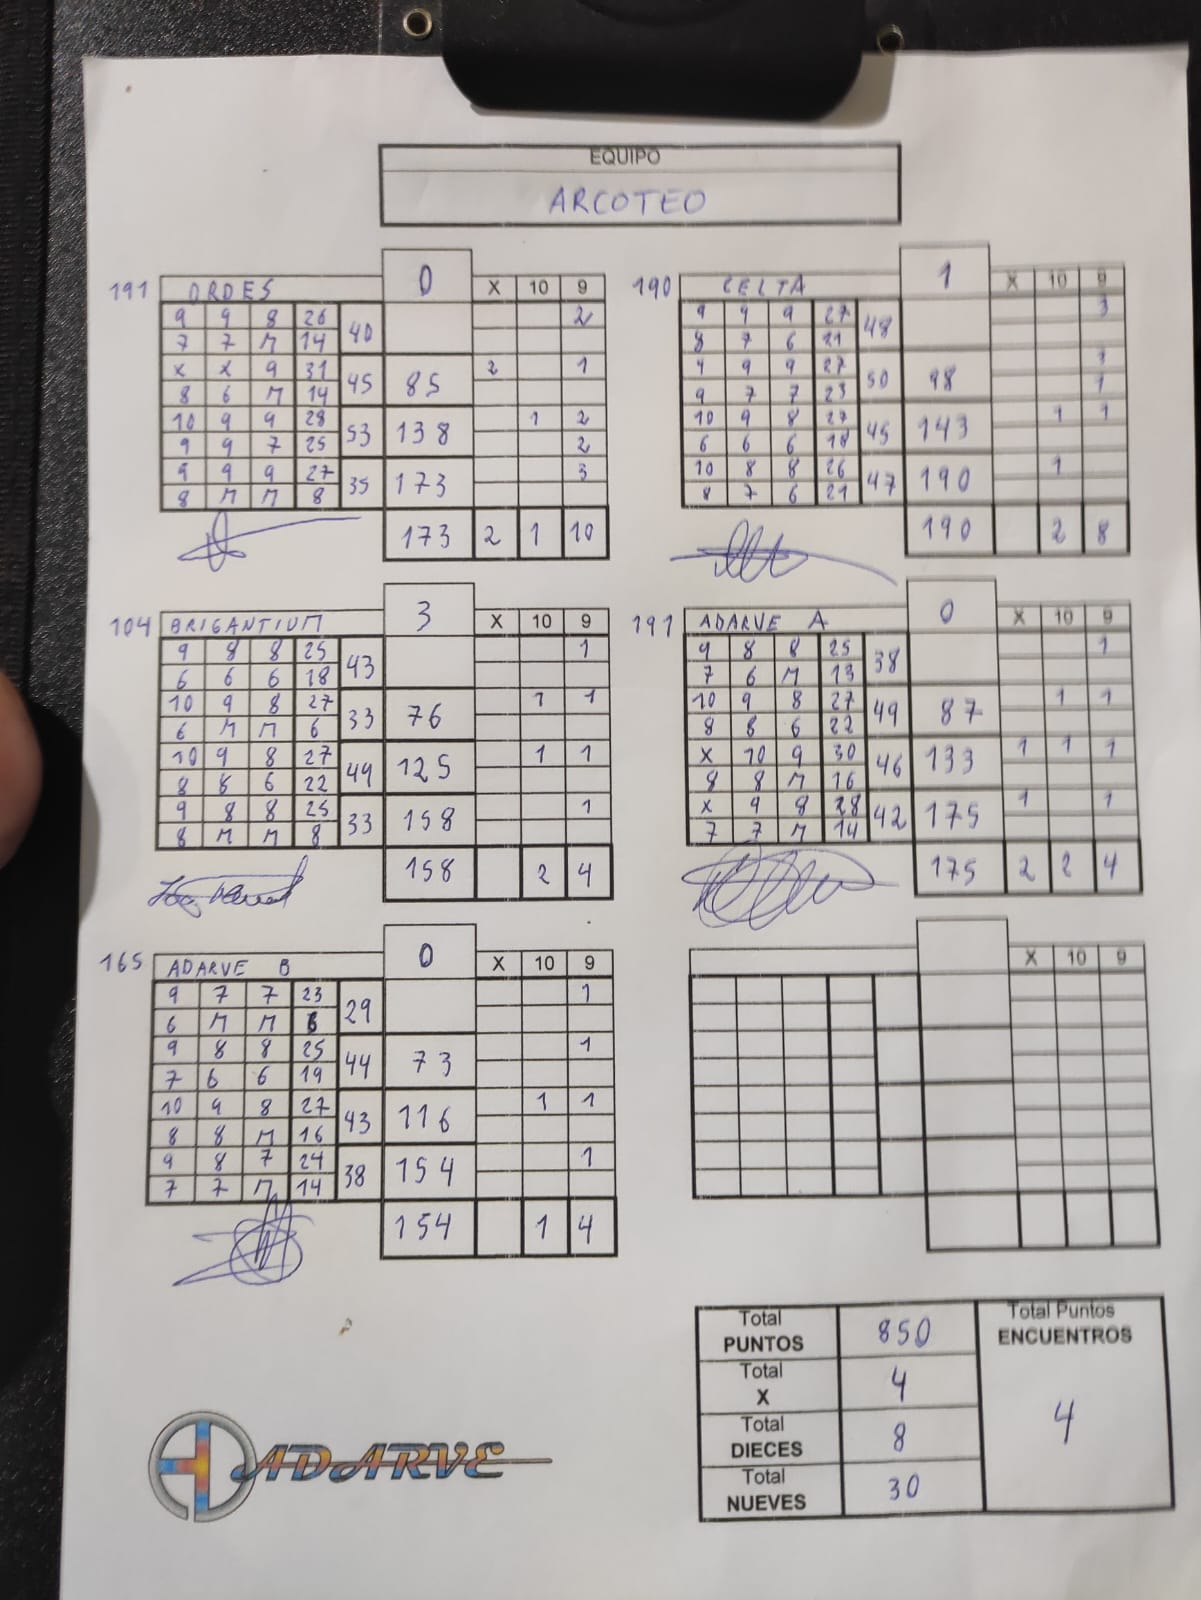 EQUIPO
ARCOTEO
191 ORDES 0 X 10 9
9 9 8 26 40 2
7 7 M 14
X X 9 31 45 85 2 1
8 6 M 14
10 9 9 28 53 138 1 2
9 9 7 25 2
9 9 9 27 35 173 3
8 M M 8
173 2 1 10
190 CELTA 1 X 10 9
9 9 9 27 48 3
8 7 6 21
9 9 9 27 50 98
9 7 7 23 1
10 9 8 27 45 143 1 1
6 6 6 18
10 8 8 26 47 190 1
8 7 6 21
190 2 8
104 BRIGANTIUM 3 X 10 9
9 8 8 25 43 1
6 6 6 18
10 9 8 27 33 76 1 1
6 M M 6
10 9 8 27 49 125 1 1
8 8 6 22
9 8 8 25 33 158 1
8 M M 8
158 2 4
191 ADARVE A 0 X 10 9
9 8 8 25 38 1
7 6 M 13
10 9 8 27 49 87 1 1
8 8 6 22
X 10 9 30 46 133 1 1 1
8 8 M 16
X 9 8 28 42 175 1 1
7 7 M 14
175 2 2 4
165 ADARVE B 0 X 10 9
9 7 7 23 29 1
6 M M 6
9 8 8 25 44 73 1
7 6 6 19
10 9 8 27 43 116 1 1
8 8 M 16
9 8 7 24 38 154 1
7 7 M 14
154 1 4
X 10 9
Total PUNTOS 850
Total X 4
Total DIECES 8
Total NUEVES 30
Total Puntos
ENCUENTROS
4
ADARVE